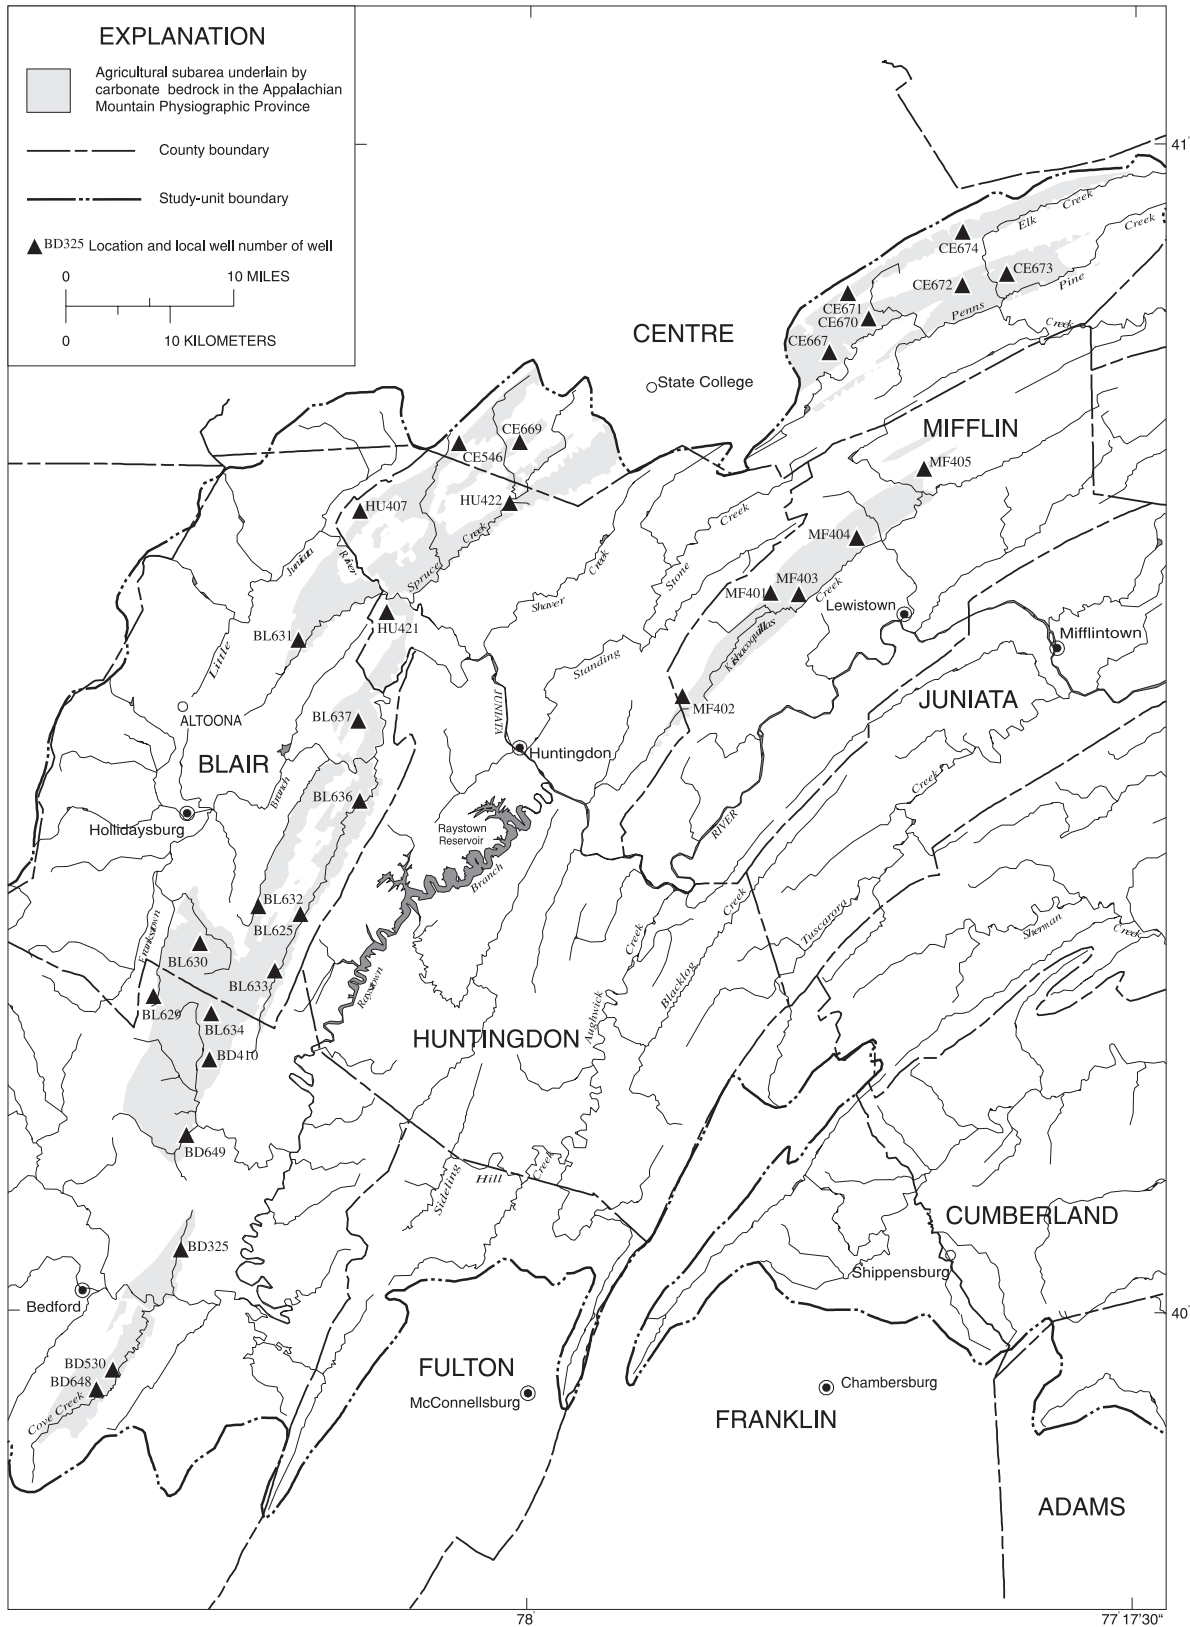 EXPLANATION
Agricultural subarea underlain by
carbonate bedrock in the Appalachian
Mountain Physiographic Province
County boundary
Study-unit boundary
BD325 Location and local well number of well
0 10 MILES
0 10 KILOMETERS
41°
Elk Creek
Creek
CE674
CE673
CE672
Pine
CE671
CE670
Penns
Creek
CENTRE
CE667
State College
MIFFLIN
CE669
CE546
MF405
HU422
HU407
Creek
Creek
MF404
Juniata
River
Spruce
Creek
Stone
MF403
MF401
Creek
Shaver
Lewistown
HU421
BL631
Kishacoquillas
Mifflintown
Little
Standing
JUNIATA
JUNIATA
MF402
ALTOONA
BL637
Huntingdon
BLAIR
Creek
Branch
BL636
Hollidaysburg
Raystown
Reservoir
RIVER
Branch
BL632
Creek
Tuscarora
BL625
Frankstown
Sherman
Creek
Creek
BL630
BL633
Raystown
Blacklog
Aughwick
BL629
BL634
HUNTINGDON
BD410
BD649
Creek
Sideling
Hill
CUMBERLAND
BD325
Shippensburg
Bedford
40°
BD530
FULTON
BD648
Chambersburg
Cove Creek
McConnellsburg
FRANKLIN
ADAMS
78°
77°17'30"